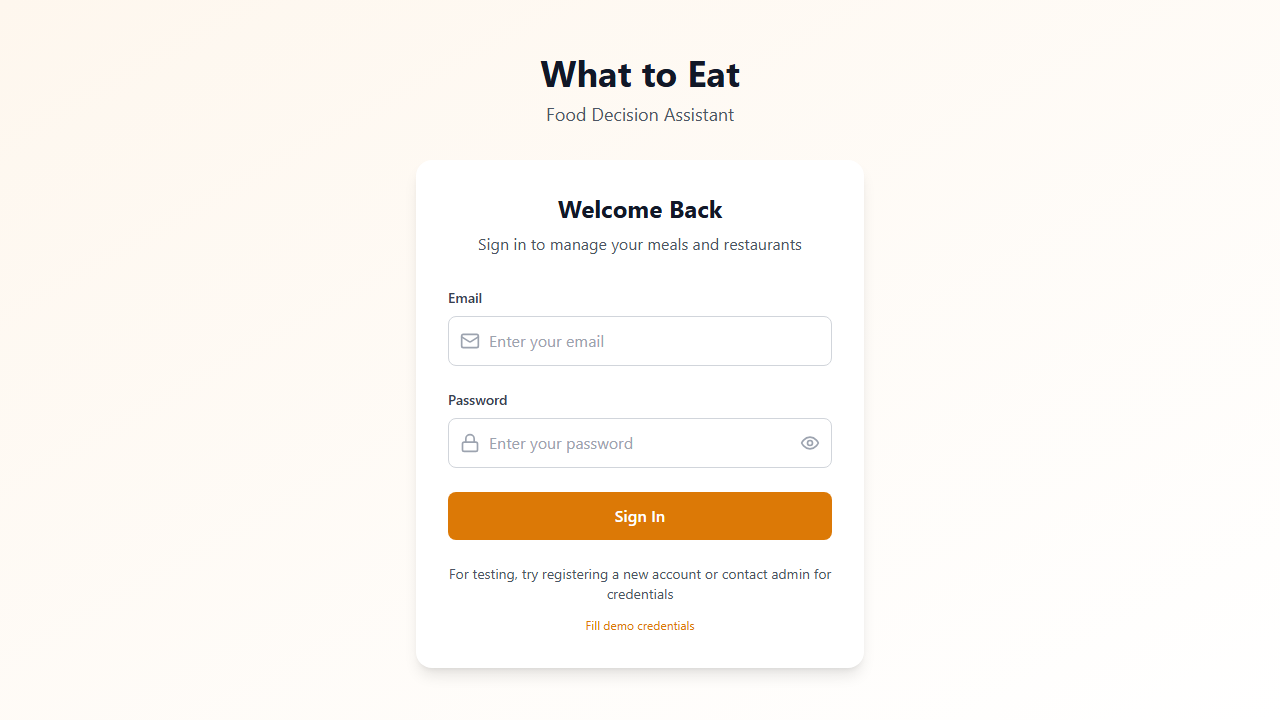 What to Eat
Food Decision Assistant
Welcome Back
Sign in to manage your meals and restaurants
Email
Enter your email
Password
Enter your password
Sign In
For testing, try registering a new account or contact admin for
credentials
Fill demo credentials